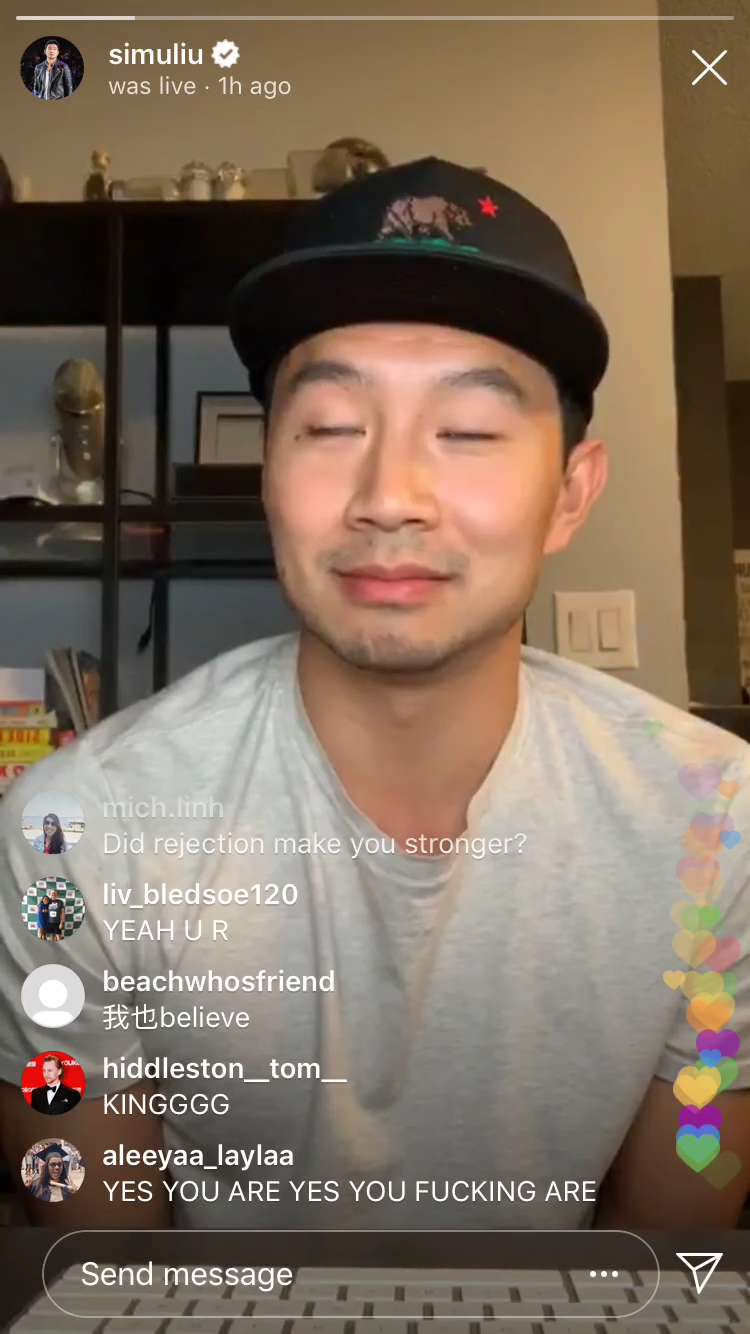 simuliu
was live · 1h ago
mich.linh
Did rejection make you stronger?
liv_bledsoe120
YEAH U R
beachwhosfriend
我也believe
hiddleston__tom__
KINGGGG
aleeyaa_laylaa
YES YOU ARE YES YOU FUCKING ARE
Send message